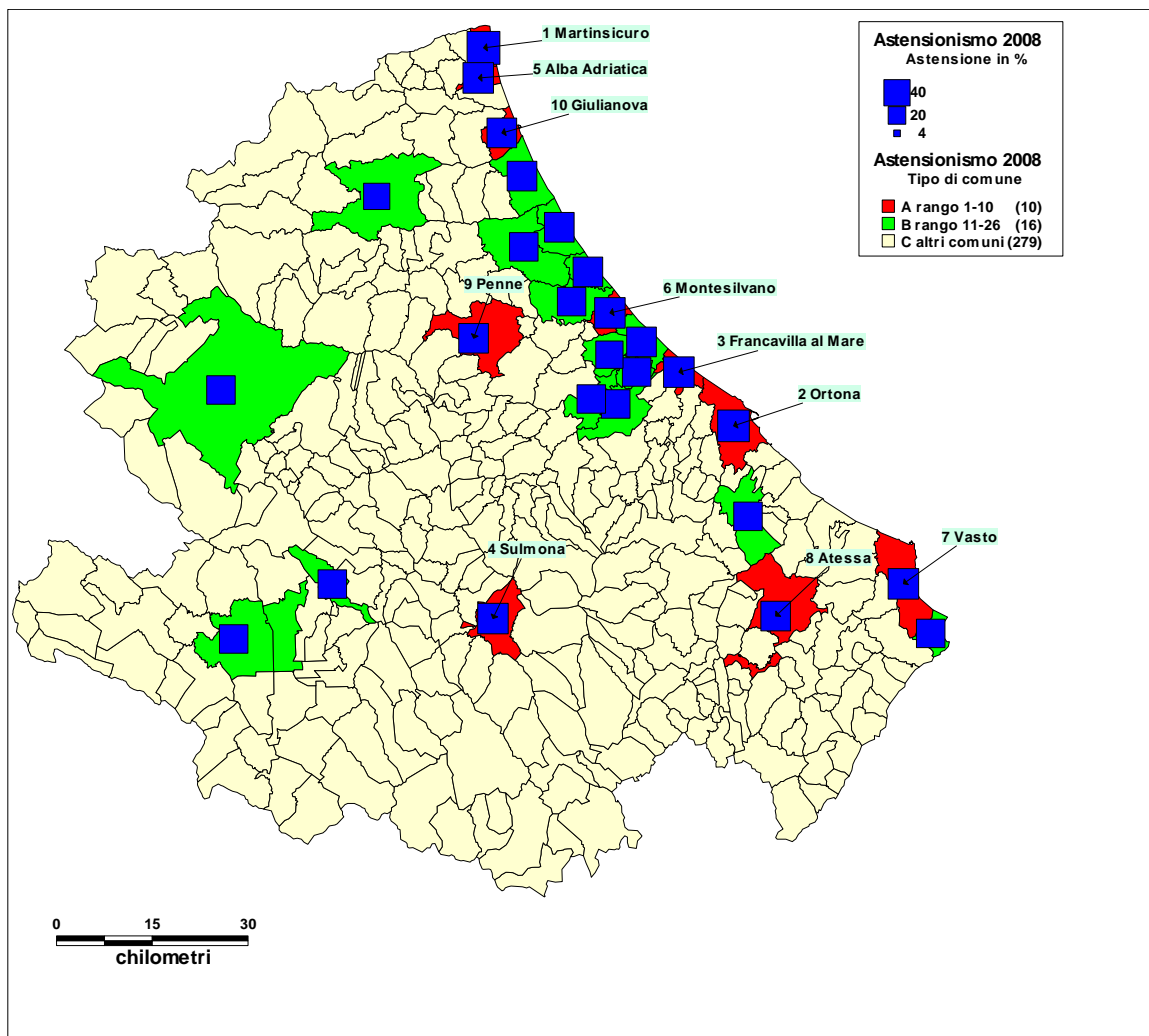 1 Martinsicuro
5 Alba Adriatica
10 Giulianova
9 Penne
6 Montesilvano
3 Francavilla al Mare
2 Ortona
4 Sulmona
8 Atessa
7 Vasto
Astensionismo 2008
Astensione in %
40
20
4
Astensionismo 2008
Tipo di comune
A rango 1-10 (10)
B rango 11-26 (16)
C altri comuni (279)
0 15 30
chilometri